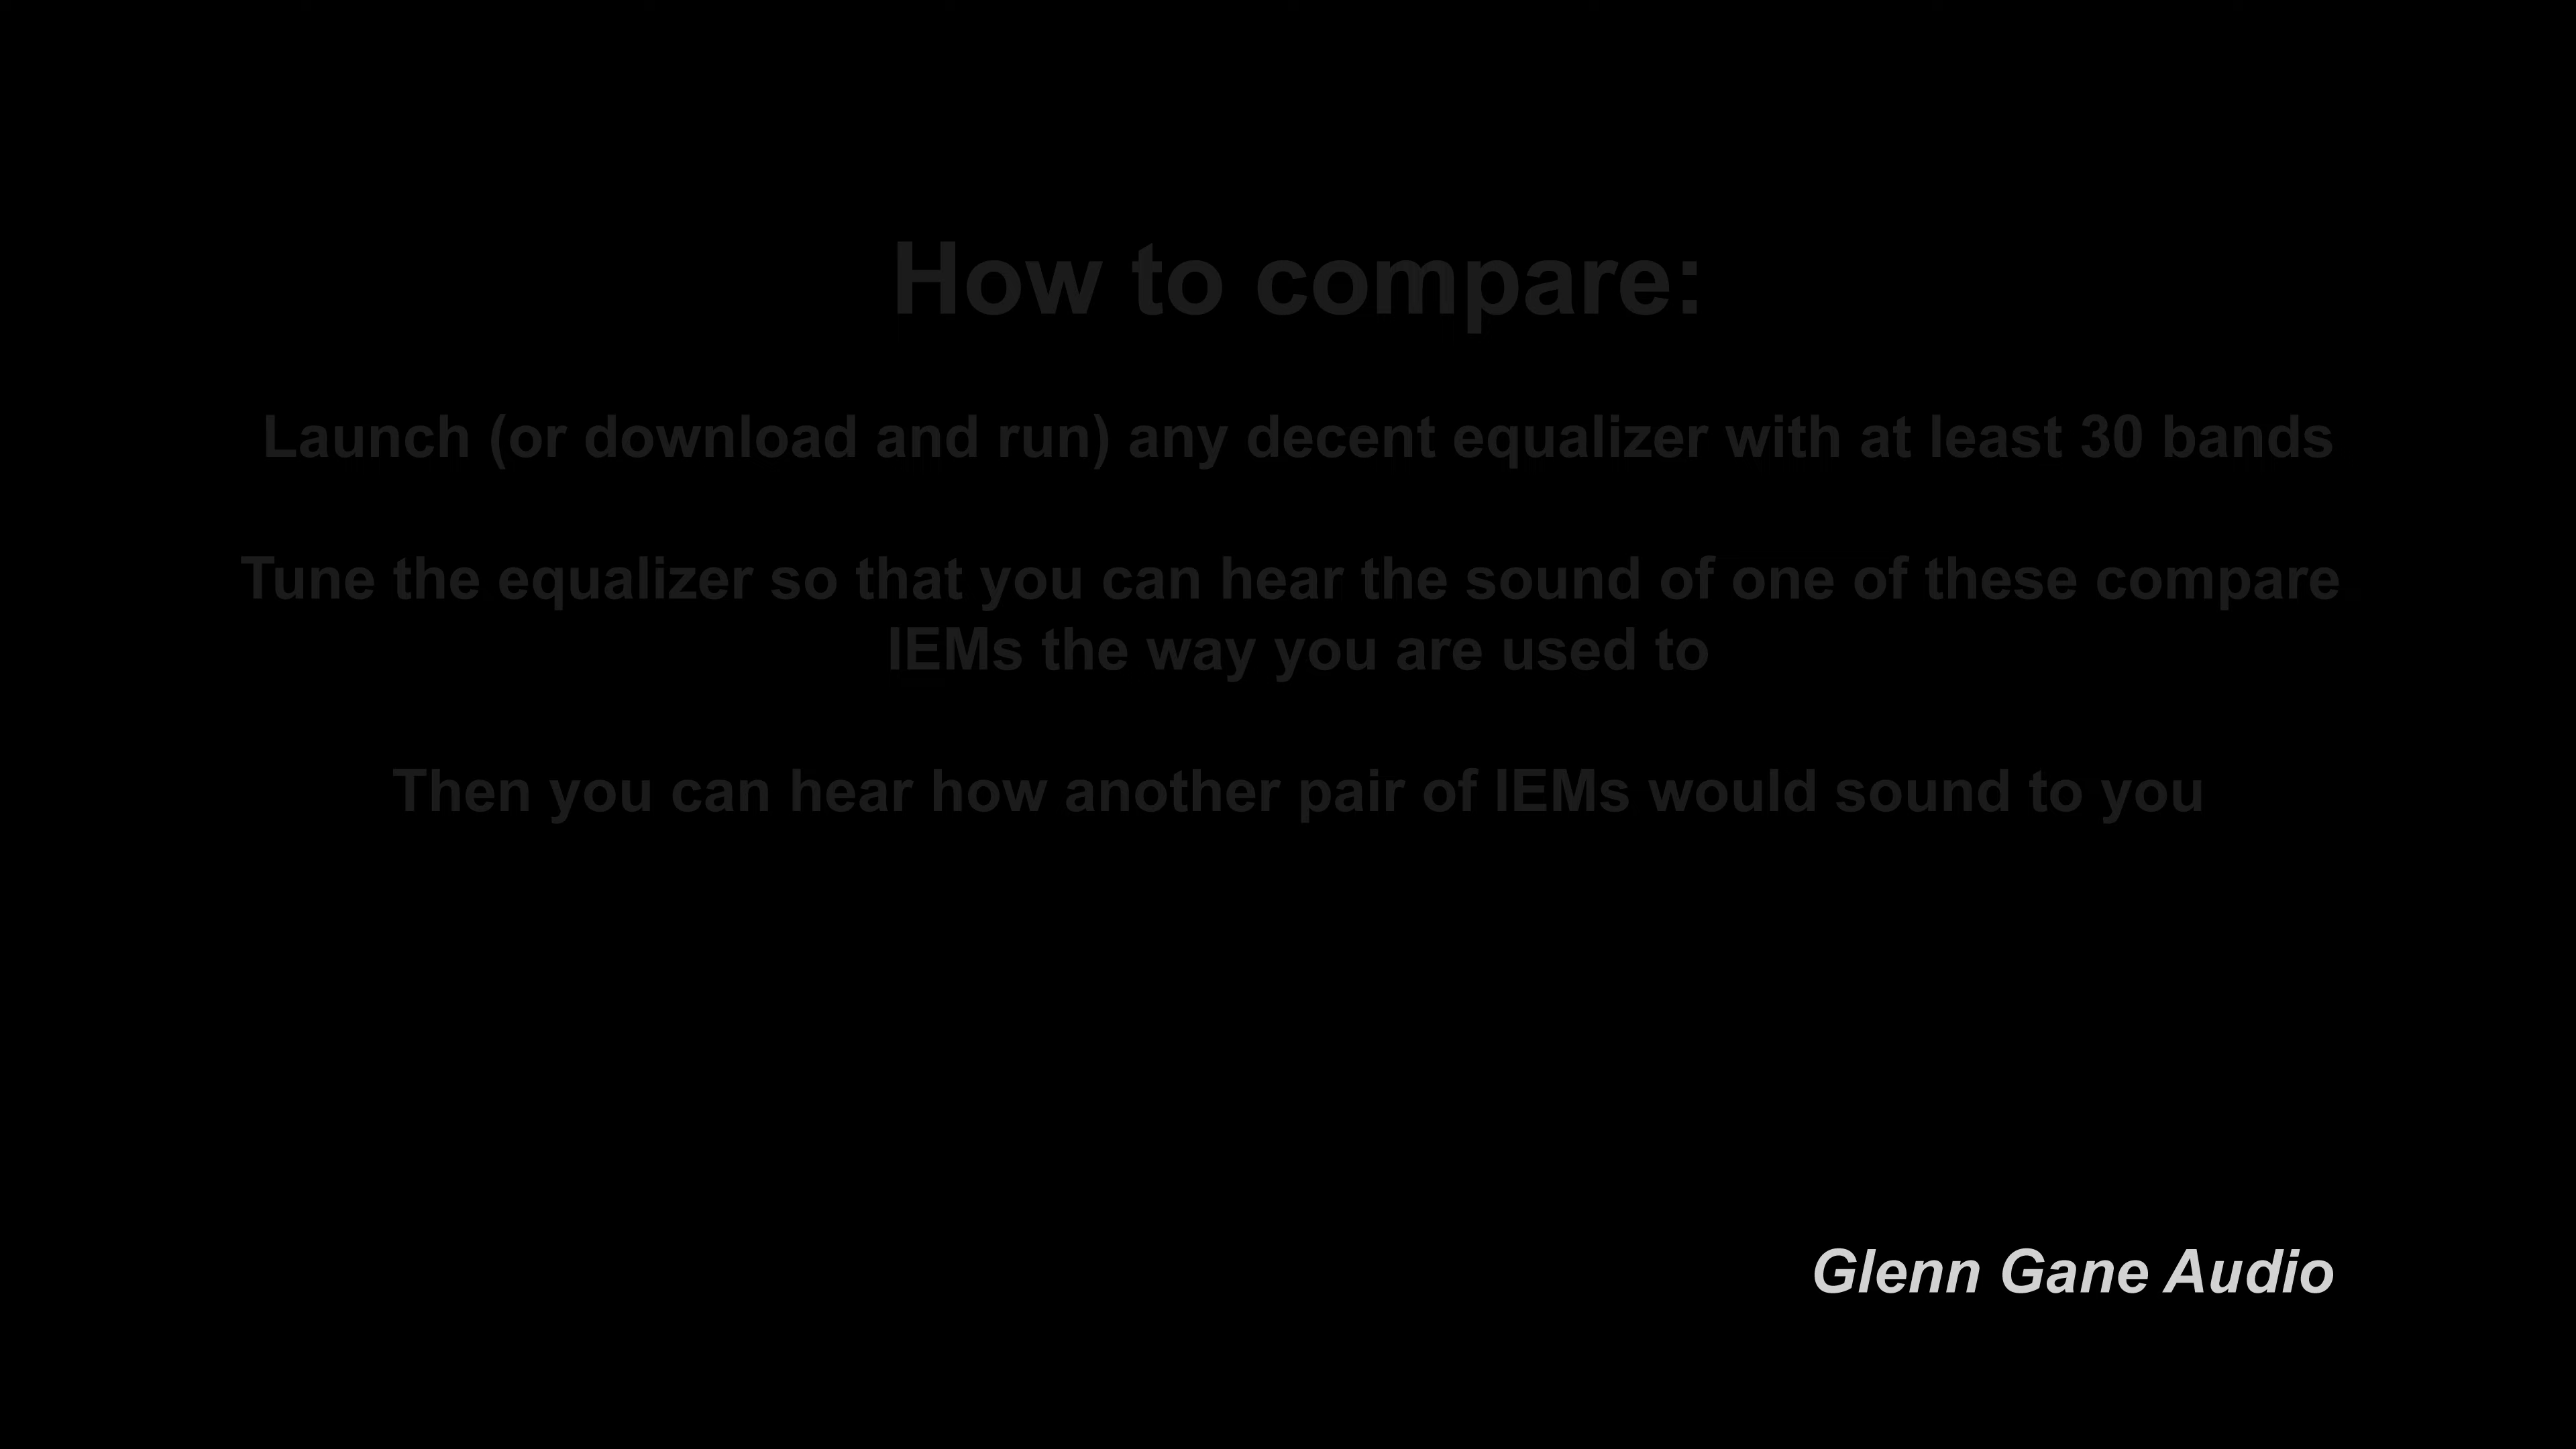 How to compare:
Launch (or download and run) any decent equalizer with at least 30 bands
Tune the equalizer so that you can hear the sound of one of these compare
IEMs the way you are used to
Then you can hear how another pair of IEMs would sound to you
Glenn Gane Audio